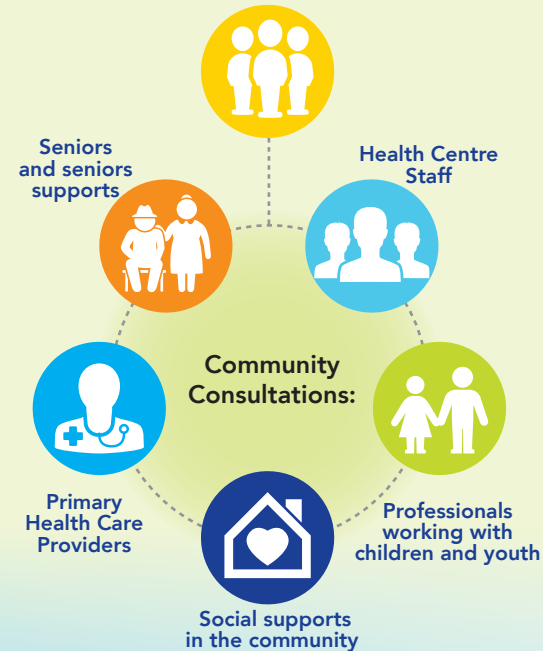 Seniors
and seniors
supports
Health Centre
Staff
Community
Consultations:
Primary
Health Care
Providers
Professionals
working with
children and youth
Social supports
in the community